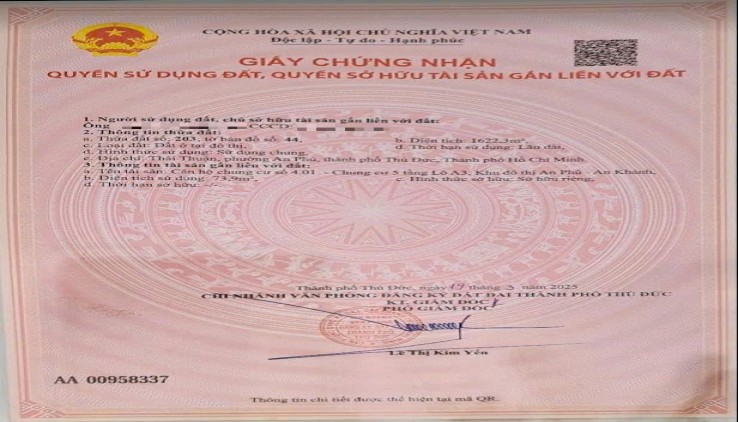 CỘNG HÒA XÃ HỘI CHỦ NGHĨA VIỆT NAM
Độc lập - Tự do - Hạnh phúc
GIẤY CHỨNG NHẬN
QUYỀN SỬ DỤNG ĐẤT, QUYỀN SỞ HỮU TÀI SẢN GẮN LIỀN VỚI ĐẤT
1. Người sử dụng đất, chủ sở hữu tài sản gắn liền với đất:
Ông CCCD:
2. Thông tin thửa đất:
a. Thửa đất số: 203, tờ bản đồ số: 44, b. Diện tích: 1622,3m²,
c. Loại đất: Đất ở tại đô thị, d. Thời hạn sử dụng: Lâu dài,
đ. Hình thức sử dụng: Sử dụng chung,
e. Địa chỉ: Thái Thuận, phường An Phú, thành phố Thủ Đức, Thành phố Hồ Chí Minh.
3. Thông tin tài sản gắn liền với đất:
a. Tên tài sản: Căn hộ chung cư số 4.01 - Chung cư 5 tầng Lô A3, Khu đô thị An Phú - An Khánh,
b. Diện tích sử dụng: 73,9m², c. Hình thức sở hữu: Sở hữu riêng,
d. Thời hạn sở hữu: -/-.
Thành phố Thủ Đức, ngày 19 tháng 3 năm 2025
CHI NHÁNH VĂN PHÒNG ĐĂNG KÝ ĐẤT ĐAI THÀNH PHỐ THỦ ĐỨC
KT. GIÁM ĐỐC
PHÓ GIÁM ĐỐC
Lê Thị Kim Yến
AA 00958337
Thông tin chi tiết được thể hiện tại mã QR.